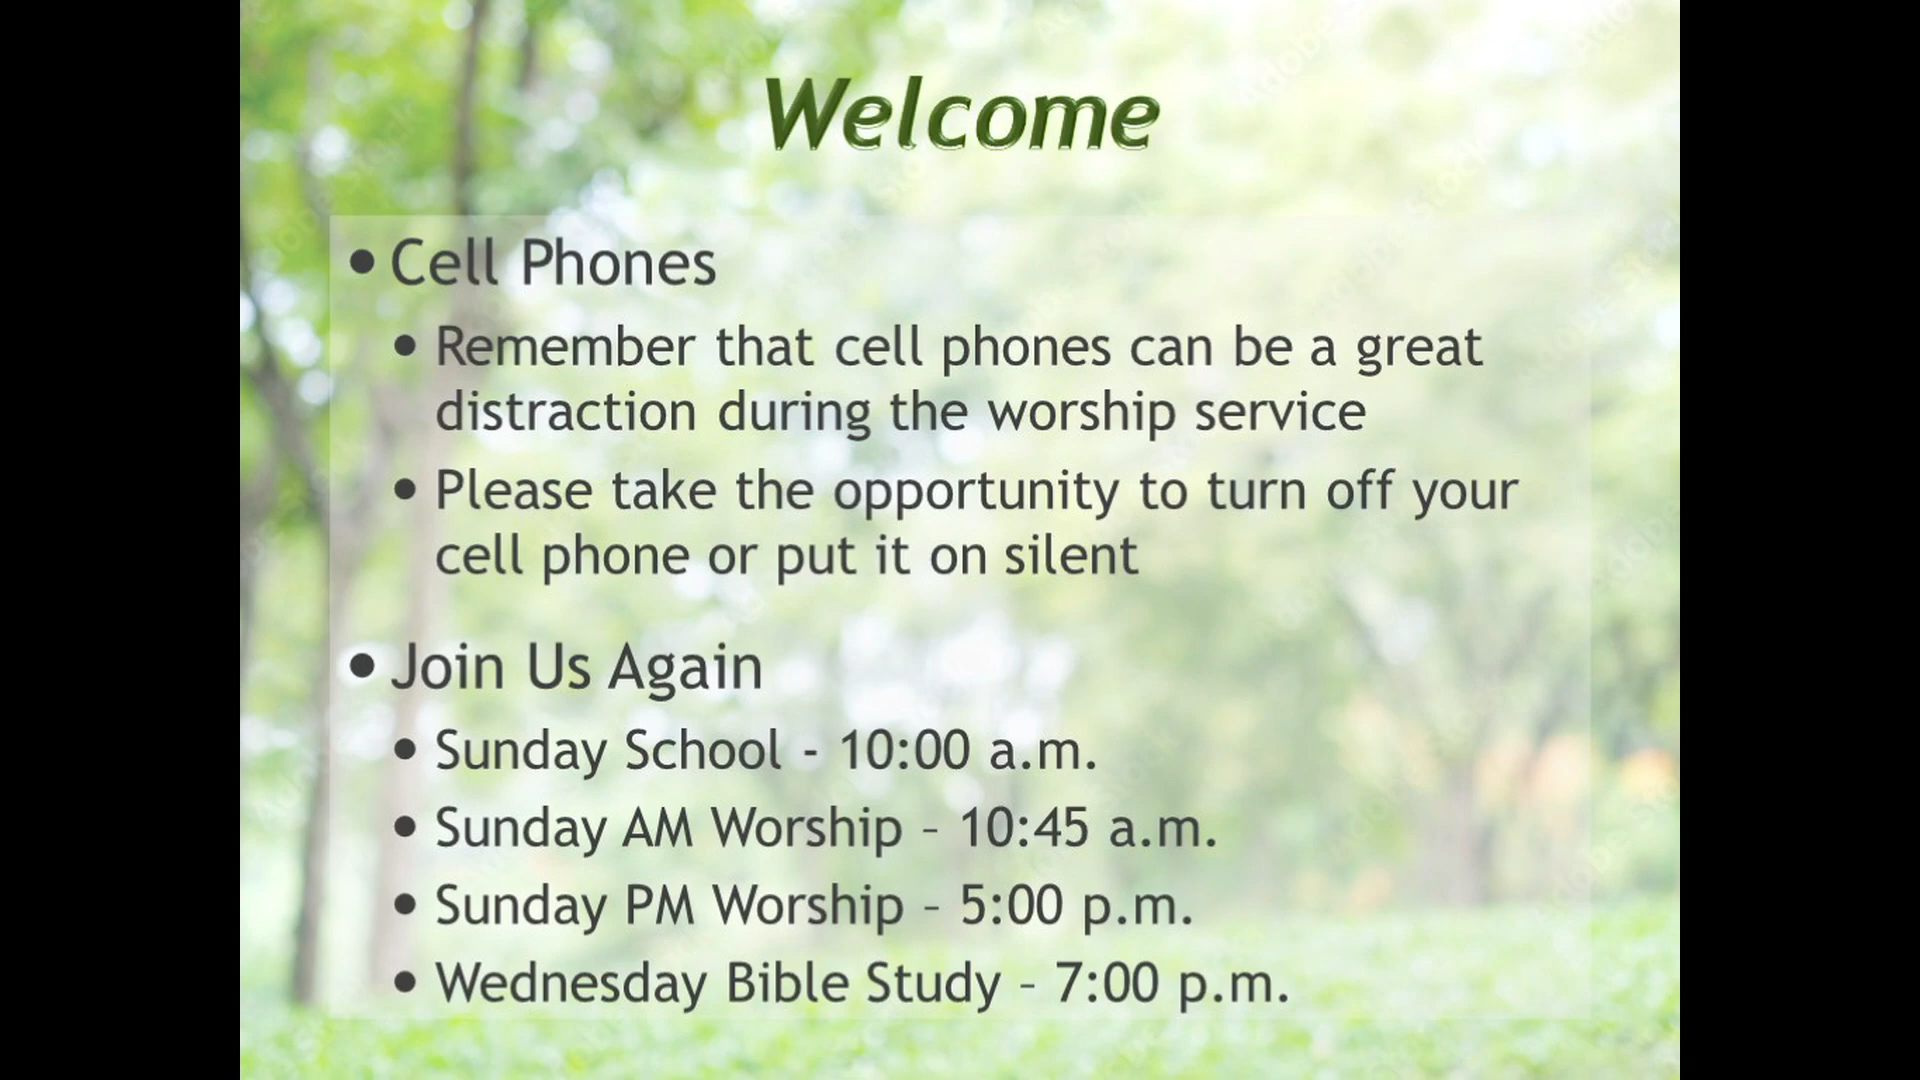 Welcome
• Cell Phones
• Remember that cell phones can be a great
distraction during the worship service
• Please take the opportunity to turn off your
cell phone or put it on silent
• Join Us Again
• Sunday School - 10:00 a.m.
• Sunday AM Worship – 10:45 a.m.
• Sunday PM Worship – 5:00 p.m.
• Wednesday Bible Study – 7:00 p.m.